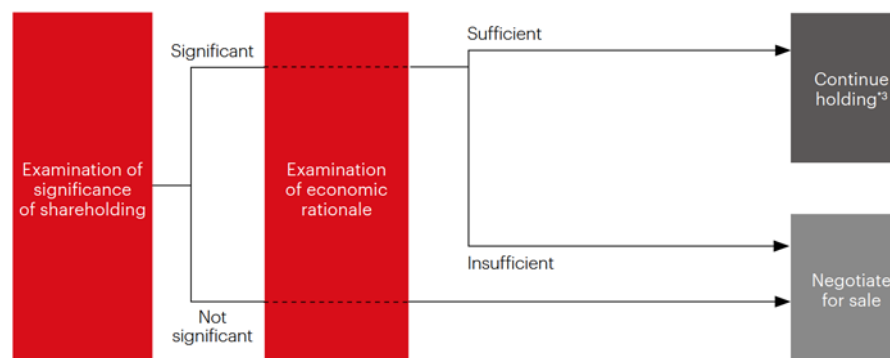 Significant
Sufficient
Continue
holding*3
Examination of
significance
of shareholding
Examination
of economic
rationale
Insufficient
Negotiate
for sale
Not
significant